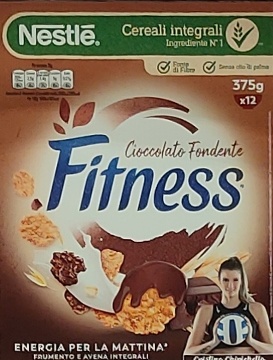 Nestlé®
Cereali integrali
Ingrediente N°1
Fonte di Fibre
Senza olio di palma
375g
x12
Cioccolato Fondente
Fitness
ENERGIA PER LA MATTINA*
FRUMENTO E AVENA INTEGRALI